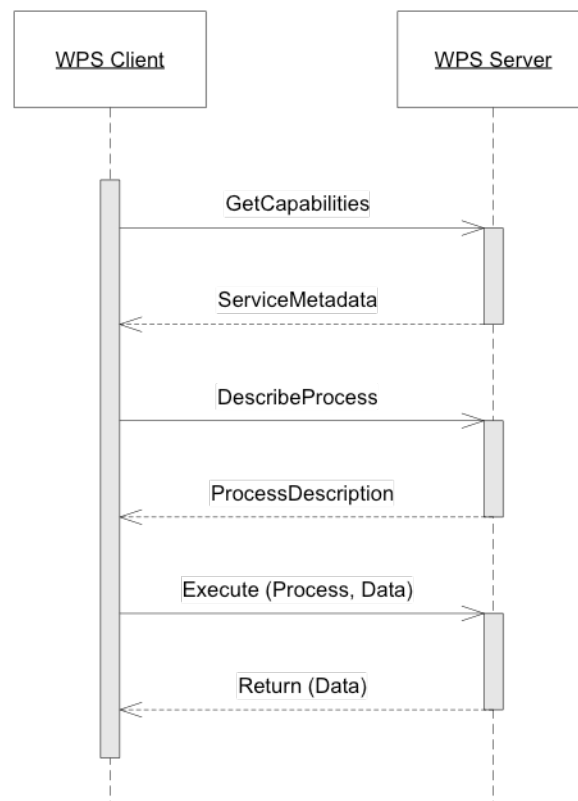 WPS Client
WPS Server
GetCapabilities
ServiceMetadata
DescribeProcess
ProcessDescription
Execute (Process, Data)
Return (Data)